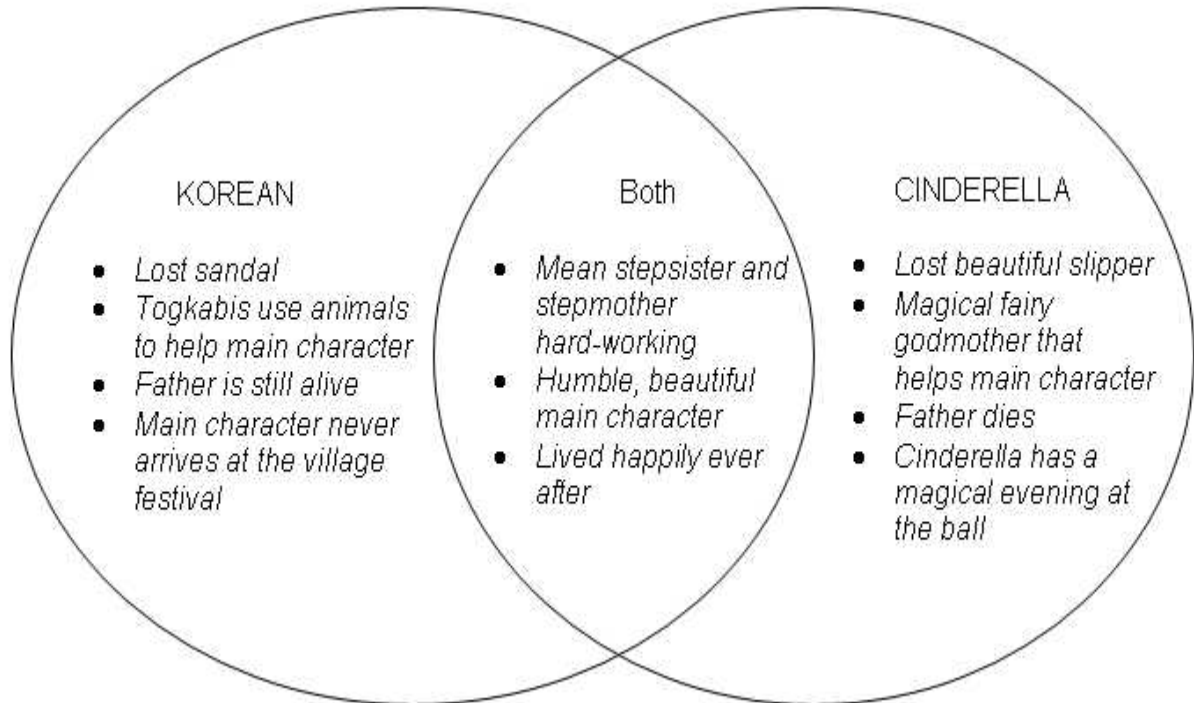 KOREAN
• Lost sandal
• Togkabis use animals
to help main character
• Father is still alive
• Main character never
arrives at the village
festival
Both
• Mean stepsister and
stepmother
hard-working
• Humble, beautiful
main character
• Lived happily ever
after
CINDERELLA
• Lost beautiful slipper
• Magical fairy
godmother that
helps main character
• Father dies
• Cinderella has a
magical evening at
the ball